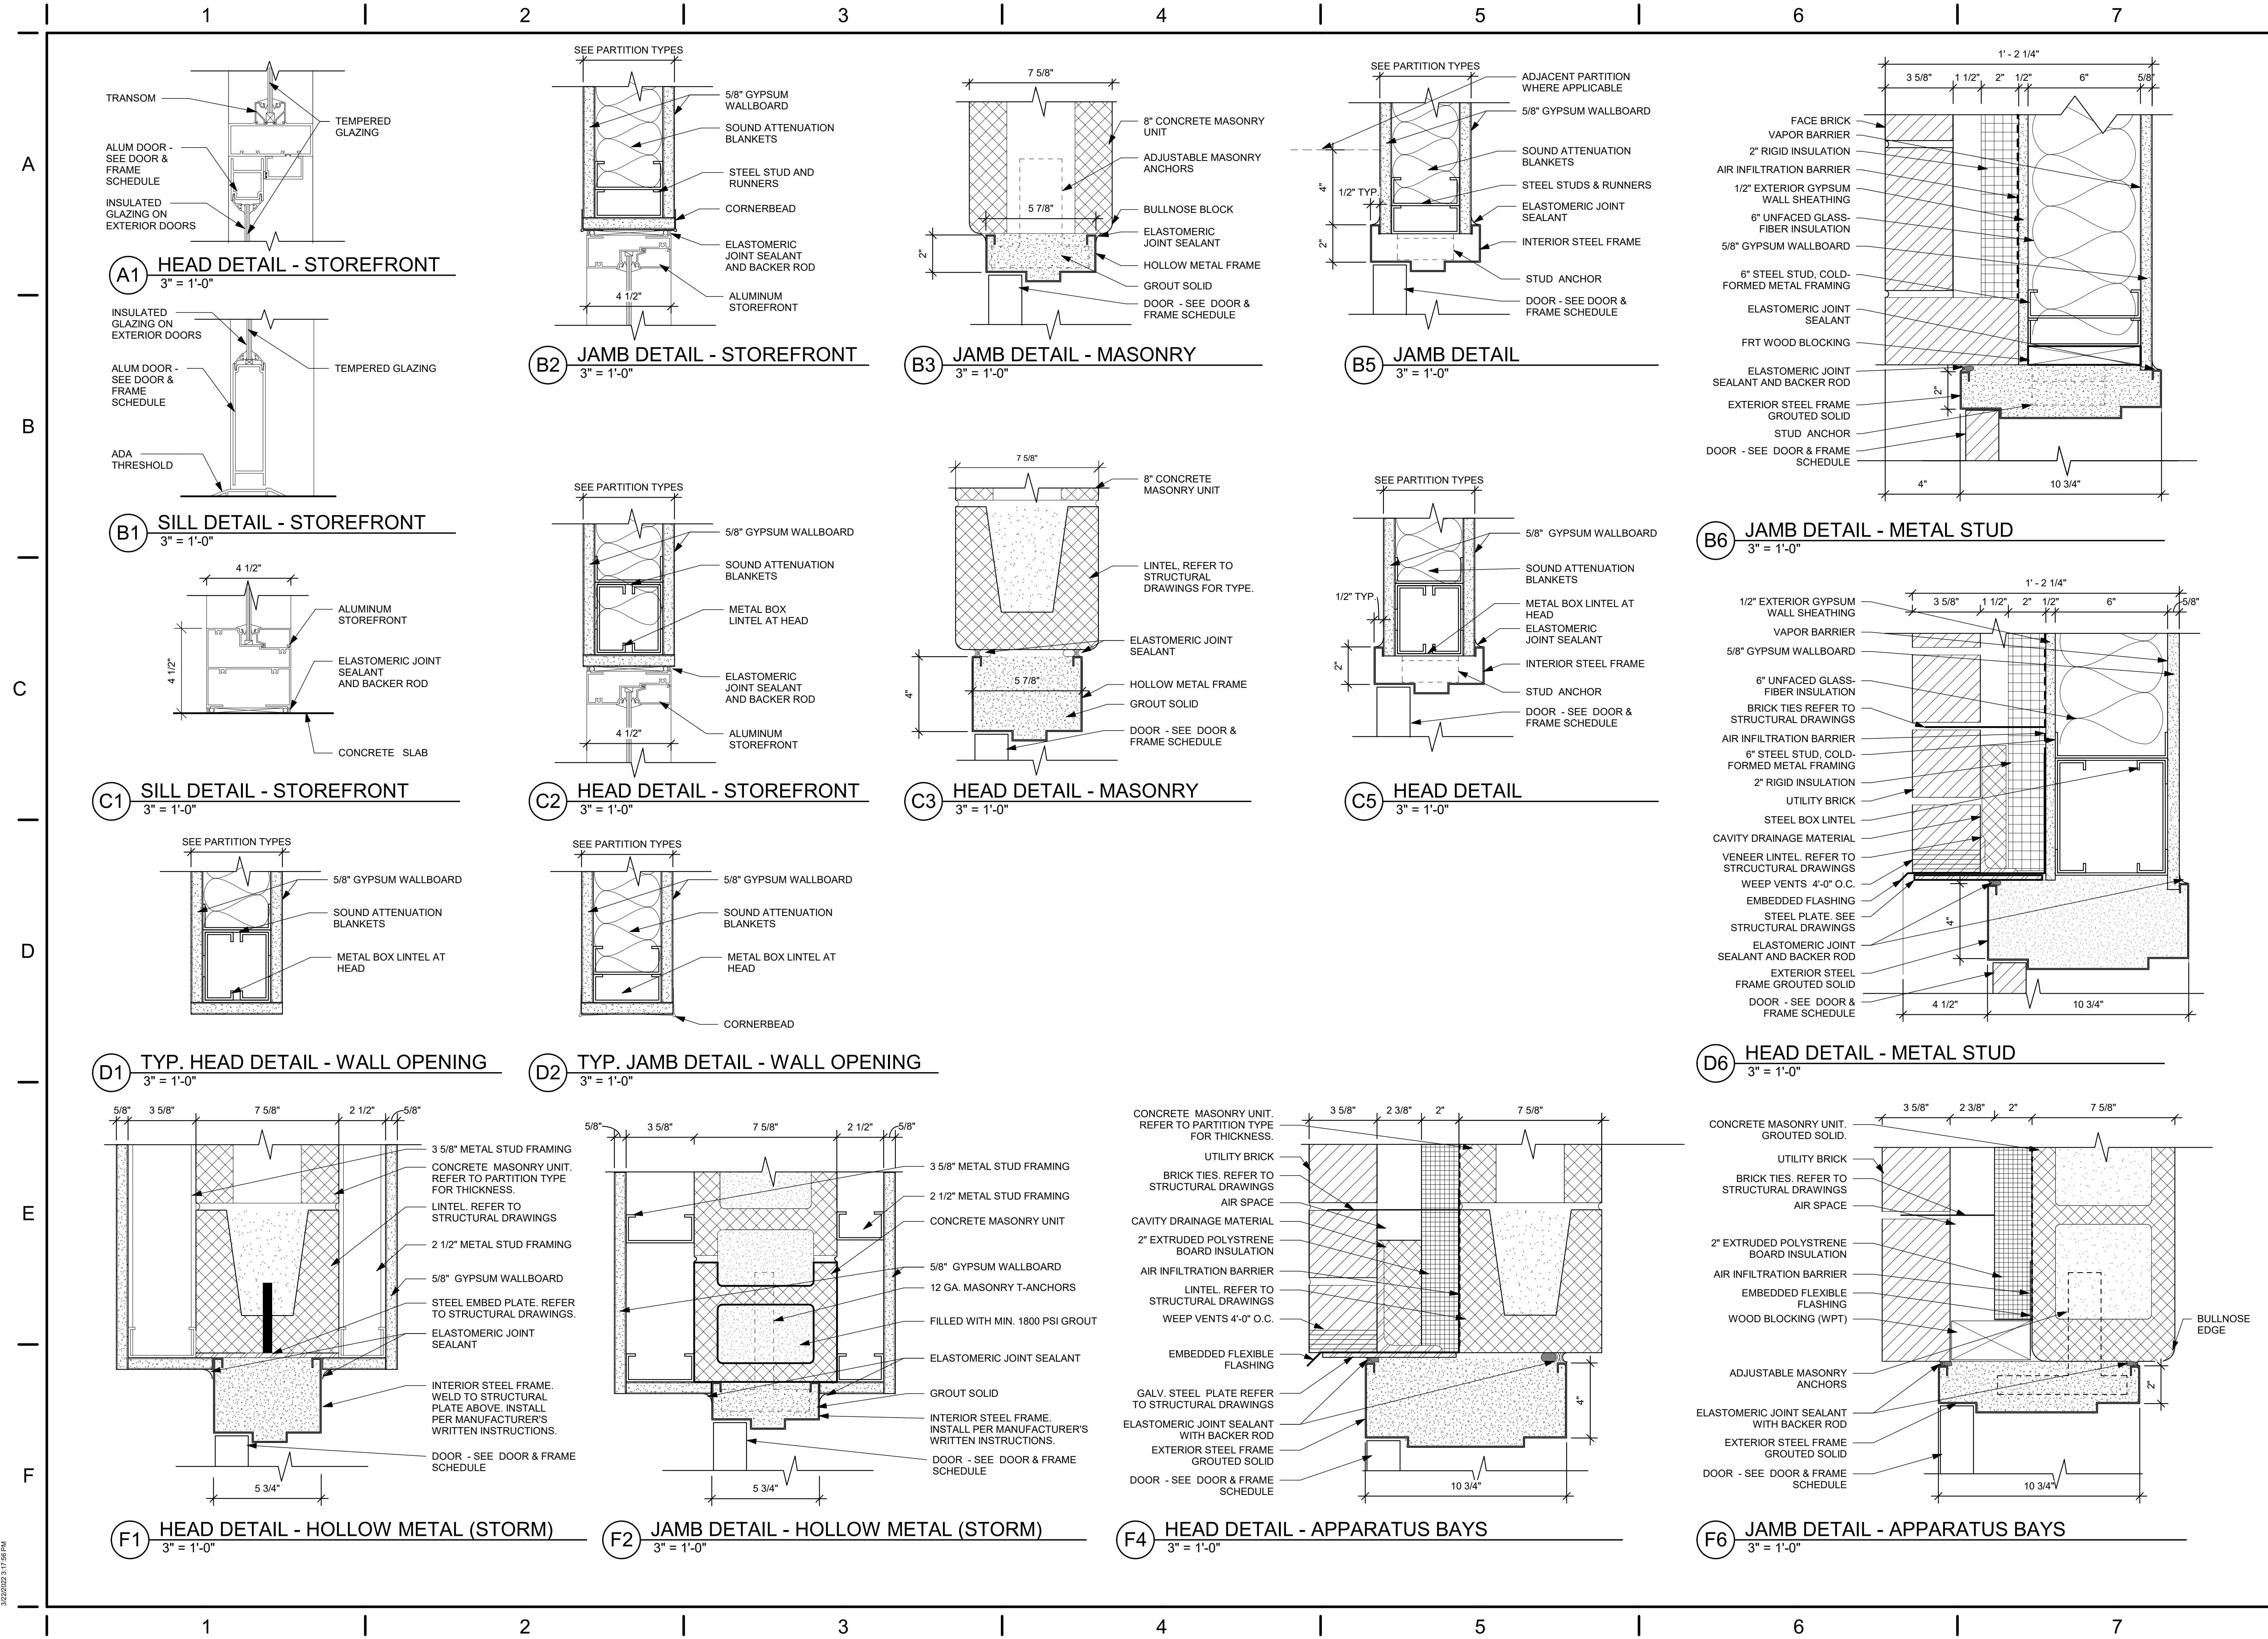 1
2
3
4
5
6
7
A
B
C
D
E
F
TRANSOM
ALUM DOOR -
SEE DOOR &
FRAME
SCHEDULE
INSULATED
GLAZING ON
EXTERIOR DOORS
TEMPERED
GLAZING
A1
HEAD DETAIL - STOREFRONT
3" = 1'-0"
INSULATED
GLAZING ON
EXTERIOR DOORS
ALUM DOOR -
SEE DOOR &
FRAME
SCHEDULE
ADA
THRESHOLD
TEMPERED GLAZING
B1
SILL DETAIL - STOREFRONT
3" = 1'-0"
4 1/2"
4 1/2"
ALUMINUM
STOREFRONT
ELASTOMERIC JOINT
SEALANT
AND BACKER ROD
CONCRETE SLAB
C1
SILL DETAIL - STOREFRONT
3" = 1'-0"
SEE PARTITION TYPES
5/8" GYPSUM WALLBOARD
SOUND ATTENUATION
BLANKETS
METAL BOX LINTEL AT
HEAD
D1
TYP. HEAD DETAIL - WALL OPENING
3" = 1'-0"
SEE PARTITION TYPES
5/8" GYPSUM
WALLBOARD
SOUND ATTENUATION
BLANKETS
STEEL STUD AND
RUNNERS
CORNERBEAD
ELASTOMERIC
JOINT SEALANT
AND BACKER ROD
4 1/2"
ALUMINUM
STOREFRONT
B2
JAMB DETAIL - STOREFRONT
3" = 1'-0"
SEE PARTITION TYPES
5/8" GYPSUM WALLBOARD
SOUND ATTENUATION
BLANKETS
METAL BOX
LINTEL AT HEAD
ELASTOMERIC
JOINT SEALANT
AND BACKER ROD
4 1/2"
ALUMINUM
STOREFRONT
C2
HEAD DETAIL - STOREFRONT
3" = 1'-0"
SEE PARTITION TYPES
5/8" GYPSUM WALLBOARD
SOUND ATTENUATION
BLANKETS
METAL BOX LINTEL AT
HEAD
CORNERBEAD
D2
TYP. JAMB DETAIL - WALL OPENING
3" = 1'-0"
7 5/8"
8" CONCRETE MASONRY
UNIT
ADJUSTABLE MASONRY
ANCHORS
5 7/8"
BULLNOSE BLOCK
2"
ELASTOMERIC
JOINT SEALANT
HOLLOW METAL FRAME
GROUT SOLID
DOOR - SEE DOOR &
FRAME SCHEDULE
B3
JAMB DETAIL - MASONRY
3" = 1'-0"
7 5/8"
8" CONCRETE
MASONRY UNIT
LINTEL, REFER TO
STRUCTURAL
DRAWINGS FOR TYPE.
ELASTOMERIC JOINT
SEALANT
5 7/8"
4"
HOLLOW METAL FRAME
GROUT SOLID
DOOR - SEE DOOR &
FRAME SCHEDULE
C3
HEAD DETAIL - MASONRY
3" = 1'-0"
SEE PARTITION TYPES
ADJACENT PARTITION
WHERE APPLICABLE
5/8" GYPSUM WALLBOARD
SOUND ATTENUATION
BLANKETS
4"
1/2" TYP.
STEEL STUDS & RUNNERS
ELASTOMERIC JOINT
SEALANT
2"
INTERIOR STEEL FRAME
STUD ANCHOR
DOOR - SEE DOOR &
FRAME SCHEDULE
B5
JAMB DETAIL
3" = 1'-0"
SEE PARTITION TYPES
5/8" GYPSUM WALLBOARD
SOUND ATTENUATION
BLANKETS
1/2" TYP.
METAL BOX LINTEL AT
HEAD
ELASTOMERIC
JOINT SEALANT
2"
INTERIOR STEEL FRAME
STUD ANCHOR
DOOR - SEE DOOR &
FRAME SCHEDULE
C5
HEAD DETAIL
3" = 1'-0"
1' - 2 1/4"
3 5/8"
1 1/2"
2"
1/2"
6"
5/8"
FACE BRICK
VAPOR BARRIER
2" RIGID INSULATION
AIR INFILTRATION BARRIER
1/2" EXTERIOR GYPSUM
WALL SHEATHING
6" UNFACED GLASS-
FIBER INSULATION
5/8" GYPSUM WALLBOARD
6" STEEL STUD, COLD-
FORMED METAL FRAMING
ELASTOMERIC JOINT
SEALANT
FRT WOOD BLOCKING
ELASTOMERIC JOINT
SEALANT AND BACKER ROD
2"
EXTERIOR STEEL FRAME
GROUTED SOLID
STUD ANCHOR
DOOR - SEE DOOR & FRAME
SCHEDULE
4"
10 3/4"
B6
JAMB DETAIL - METAL STUD
3" = 1'-0"
1' - 2 1/4"
3 5/8"
1 1/2"
2"
1/2"
6"
5/8"
1/2" EXTERIOR GYPSUM
WALL SHEATHING
VAPOR BARRIER
5/8" GYPSUM WALLBOARD
6" UNFACED GLASS-
FIBER INSULATION
BRICK TIES REFER TO
STRUCTURAL DRAWINGS
AIR INFILTRATION BARRIER
6" STEEL STUD, COLD-
FORMED METAL FRAMING
2" RIGID INSULATION
UTILITY BRICK
STEEL BOX LINTEL
CAVITY DRAINAGE MATERIAL
VENEER LINTEL. REFER TO
STRCUCTURAL DRAWINGS
WEEP VENTS 4'-0" O.C.
EMBEDDED FLASHING
STEEL PLATE. SEE
STRUCTURAL DRAWINGS
4"
ELASTOMERIC JOINT
SEALANT AND BACKER ROD
EXTERIOR STEEL
FRAME GROUTED SOLID
DOOR - SEE DOOR &
FRAME SCHEDULE
4 1/2"
10 3/4"
D6
HEAD DETAIL - METAL STUD
3" = 1'-0"
5/8"
3 5/8"
7 5/8"
2 1/2"
5/8"
3 5/8" METAL STUD FRAMING
CONCRETE MASONRY UNIT.
REFER TO PARTITION TYPE
FOR THICKNESS.
LINTEL. REFER TO
STRUCTURAL DRAWINGS
2 1/2" METAL STUD FRAMING
5/8" GYPSUM WALLBOARD
STEEL EMBED PLATE. REFER
TO STRUCTURAL DRAWINGS.
ELASTOMERIC JOINT
SEALANT
INTERIOR STEEL FRAME.
WELD TO STRUCTURAL
PLATE ABOVE. INSTALL
PER MANUFACTURER'S
WRITTEN INSTRUCTIONS.
DOOR - SEE DOOR & FRAME
SCHEDULE
5 3/4"
F1
HEAD DETAIL - HOLLOW METAL (STORM)
3" = 1'-0"
5/8"
3 5/8"
7 5/8"
2 1/2"
5/8"
3 5/8" METAL STUD FRAMING
2 1/2" METAL STUD FRAMING
CONCRETE MASONRY UNIT
5/8" GYPSUM WALLBOARD
12 GA. MASONRY T-ANCHORS
FILLED WITH MIN. 1800 PSI GROUT
ELASTOMERIC JOINT SEALANT
GROUT SOLID
INTERIOR STEEL FRAME.
INSTALL PER MANUFACTURER'S
WRITTEN INSTRUCTIONS.
DOOR - SEE DOOR & FRAME
SCHEDULE
5 3/4"
F2
JAMB DETAIL - HOLLOW METAL (STORM)
3" = 1'-0"
3 5/8"
2 3/8"
2"
7 5/8"
CONCRETE MASONRY UNIT.
REFER TO PARTITION TYPE
FOR THICKNESS.
UTILITY BRICK
BRICK TIES. REFER TO
STRUCTURAL DRAWINGS
AIR SPACE
CAVITY DRAINAGE MATERIAL
2" EXTRUDED POLYSTRENE
BOARD INSULATION
AIR INFILTRATION BARRIER
LINTEL. REFER TO
STRUCTURAL DRAWINGS
WEEP VENTS 4'-0" O.C.
EMBEDDED FLEXIBLE
FLASHING
GALV. STEEL PLATE REFER
TO STRUCTURAL DRAWINGS
4"
ELASTOMERIC JOINT SEALANT
WITH BACKER ROD
EXTERIOR STEEL FRAME
GROUTED SOLID
DOOR - SEE DOOR & FRAME
SCHEDULE
10 3/4"
F4
HEAD DETAIL - APPARATUS BAYS
3" = 1'-0"
3 5/8"
2 3/8"
2"
7 5/8"
CONCRETE MASONRY UNIT.
GROUTED SOLID.
UTILITY BRICK
BRICK TIES. REFER TO
STRUCTURAL DRAWINGS
AIR SPACE
2" EXTRUDED POLYSTRENE
BOARD INSULATION
AIR INFILTRATION BARRIER
EMBEDDED FLEXIBLE
FLASHING
WOOD BLOCKING (WPT)
BULLNOSE
EDGE
ADJUSTABLE MASONRY
ANCHORS
2"
ELASTOMERIC JOINT SEALANT
WITH BACKER ROD
EXTERIOR STEEL FRAME
GROUTED SOLID
DOOR - SEE DOOR & FRAME
SCHEDULE
10 3/4"
F6
JAMB DETAIL - APPARATUS BAYS
3" = 1'-0"
3/22/2022 3:17:56 PM
1
2
3
4
5
6
7